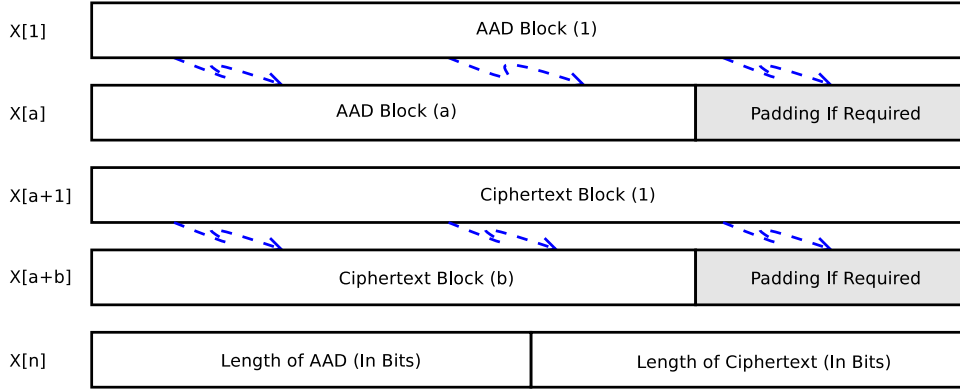 X[1] AAD Block (1)
X[a] AAD Block (a) Padding If Required
X[a+1] Ciphertext Block (1)
X[a+b] Ciphertext Block (b) Padding If Required
X[n] Length of AAD (In Bits) Length of Ciphertext (In Bits)